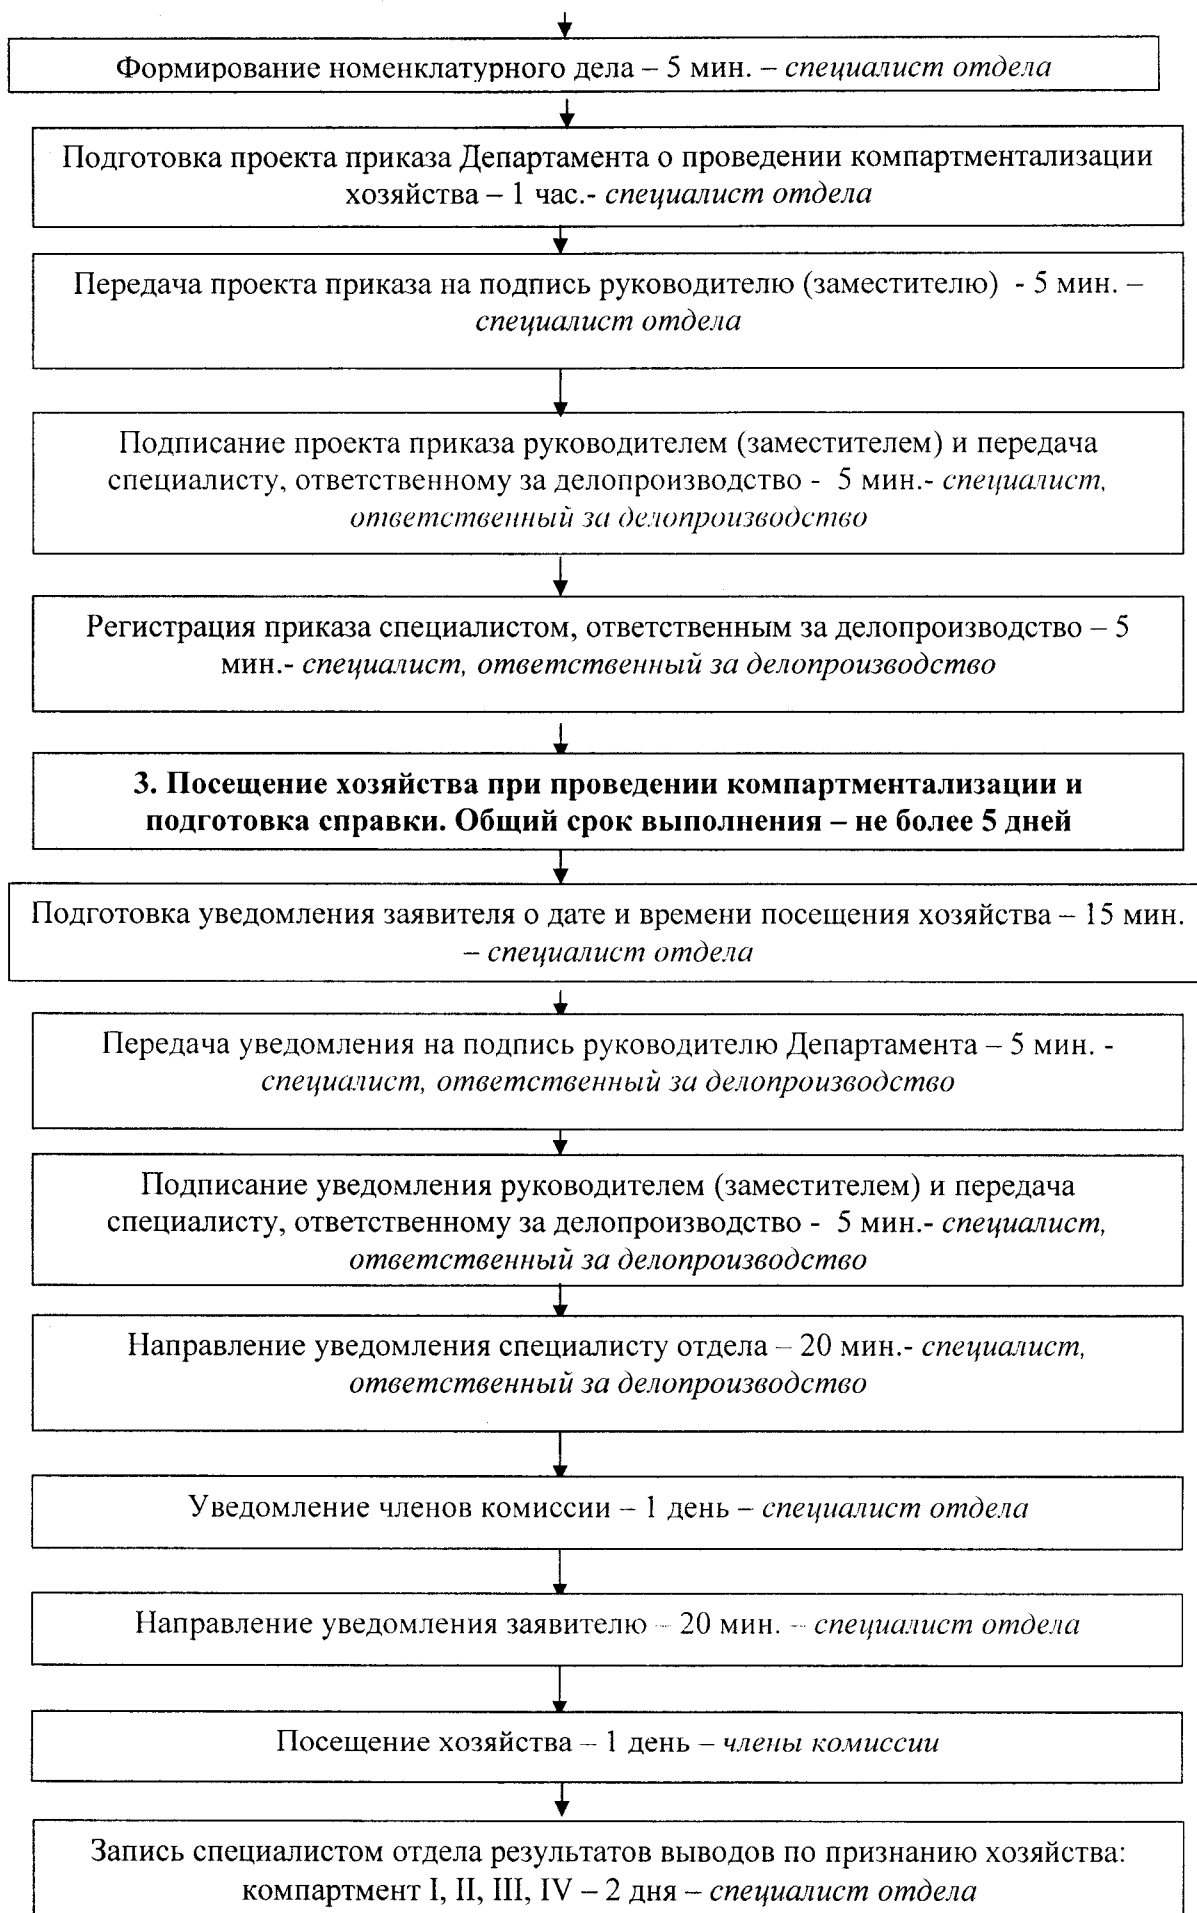 Формирование номенклатурного дела – 5 мин. – специалист отдела
Подготовка проекта приказа Департамента о проведении компартментализации
хозяйства – 1 час.- специалист отдела
Передача проекта приказа на подпись руководителю (заместителю)  - 5 мин. –
специалист отдела
Подписание проекта приказа руководителем (заместителем) и передача
специалисту, ответственному за делопроизводство -  5 мин.- специалист,
ответственный за делопроизводство
Регистрация приказа специалистом, ответственным за делопроизводство – 5
мин.- специалист, ответственный за делопроизводство
3. Посещение хозяйства при проведении компартментализации и
подготовка справки. Общий срок выполнения – не более 5 дней
Подготовка уведомления заявителя о дате и времени посещения хозяйства – 15 мин.
– специалист отдела
Передача уведомления на подпись руководителю Департамента – 5 мин. -
специалист, ответственный за делопроизводство
Подписание уведомления руководителем (заместителем) и передача
специалисту, ответственному за делопроизводство -  5 мин.- специалист,
ответственный за делопроизводство
Направление уведомления специалисту отдела – 20 мин.- специалист,
ответственный за делопроизводство
Уведомление членов комиссии – 1 день – специалист отдела
Направление уведомления заявителю – 20 мин. – специалист отдела
Посещение хозяйства – 1 день – члены комиссии
Запись специалистом отдела результатов выводов по признанию хозяйства:
компартмент I, II, III, IV – 2 дня – специалист отдела